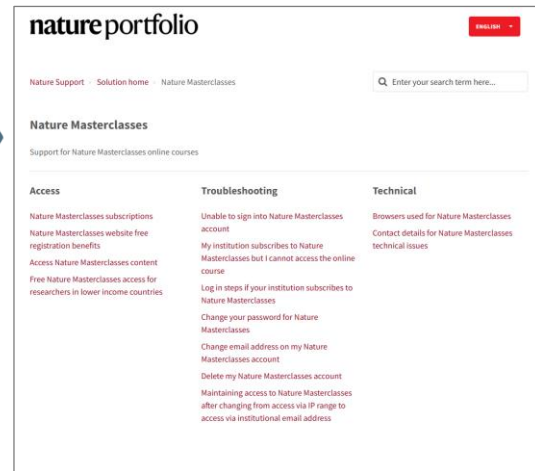 nature portfolio
ENGLISH
Nature Support
Solution home
Nature Masterclasses
Enter your search term here...
Nature Masterclasses
Support for Nature Masterclasses online courses
Access
Nature Masterclasses subscriptions
Nature Masterclasses website free
registration benefits
Access Nature Masterclasses content
Free Nature Masterclasses access for
researchers in lower income countries
Troubleshooting
Unable to sign into Nature Masterclasses
account
My institution subscribes to Nature
Masterclasses but I cannot access the online
course
Log in steps if your institution subscribes to
Nature Masterclasses
Change your password for Nature
Masterclasses
Change email address on my Nature
Masterclasses account
Delete my Nature Masterclasses account
Maintaining access to Nature Masterclasses
after changing from access via IP range to
access via institutional email address
Technical
Browsers used for Nature Masterclasses
Contact details for Nature Masterclasses
technical issues